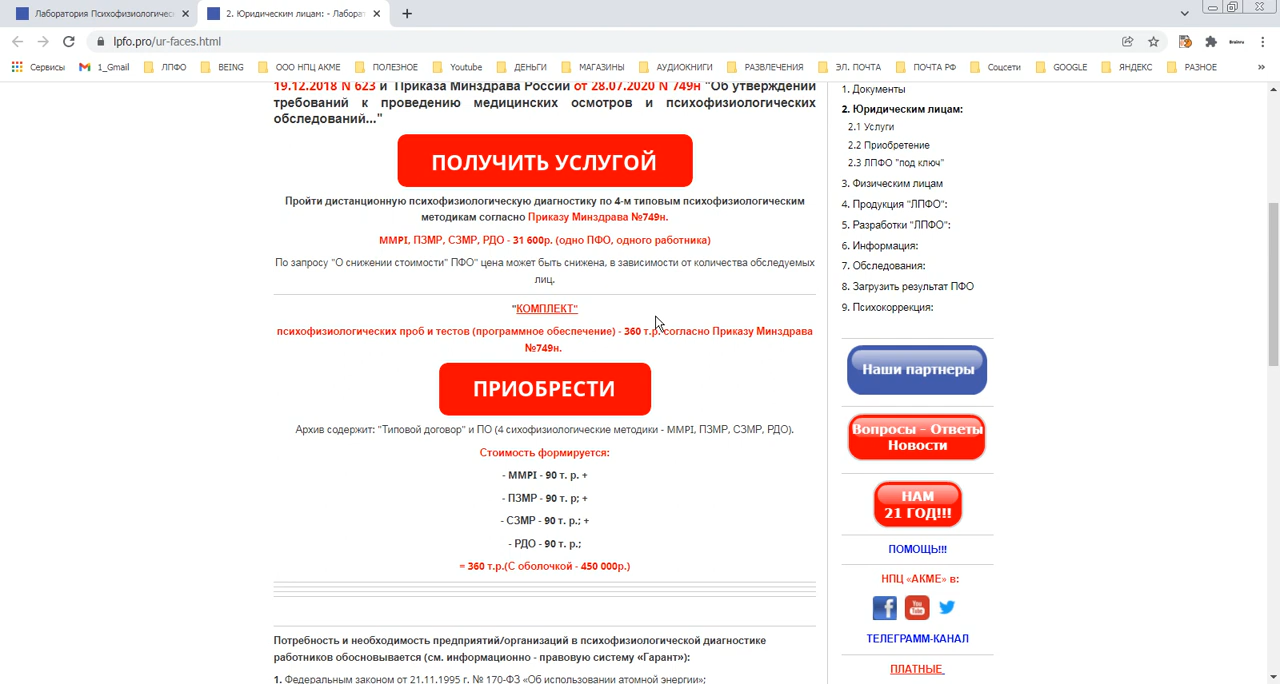 Лаборатория Психофизиологичес
2. Юридическим лицам: - Лаборат
lpfo.pro/ur-faces.html
Сервисы
1_Gmail
ЛПФО
BEING
ООО НПЦ АКМЕ
ПОЛЕЗНОЕ
Youtube
ДЕНЬГИ
МАГАЗИНЫ
АУДИОКНИГИ
РАЗВЛЕЧЕНИЯ
ЭЛ. ПОЧТА
ПОЧТА РФ
Соцсети
GOOGLE
ЯНДЕКС
РАЗНОЕ
»
19.12.2018 N 623 и Приказа Минздрава России от 28.07.2020 N 749н "Об утверждении
требований к проведению медицинских осмотров и психофизиологических
обследований..."
ПОЛУЧИТЬ УСЛУГОЙ
Пройти дистанционную психофизиологическую диагностику по 4-м типовым психофизиологическим
методикам согласно Приказу Минздрава №749н.
MMPI, ПЗМР, СЗМР, РДО - 31 600р. (одно ПФО, одного работника)
По запросу "О снижении стоимости" ПФО" цена может быть снижена, в зависимости от количества обследуемых
лиц.
"КОМПЛЕКТ"
психофизиологических проб и тестов (программное обеспечение) - 360 т.р. согласно Приказу Минздрава
№749н.
ПРИОБРЕСТИ
Архив содержит: "Типовой договор" и ПО (4 сихофизиологические методики - MMPI, ПЗМР, СЗМР, РДО).
Стоимость формируется:
- MMPI - 90 т. р. +
- ПЗМР - 90 т. р; +
- СЗМР - 90 т. р.; +
- РДО - 90 т. р.;
= 360 т.р.(С оболочкой - 450 000р.)
Потребность и необходимость предприятий/организаций в психофизиологической диагностике
работников обосновывается (см. информационно - правовую систему «Гарант»):
1. Федеральным законом от 21.11.1995 г. № 170-ФЗ «Об использовании атомной энергии»;
1. Документы
2. Юридическим лицам:
2.1 Услуги
2.2 Приобретение
2.3 ЛПФО "под ключ"
3. Физическим лицам
4. Продукция "ЛПФО":
5. Разработки "ЛПФО":
6. Информация:
7. Обследования:
8. Загрузить результат ПФО
9. Психокоррекция:
Наши партнеры
Вопросы - Ответы
Новости
НАМ
21 ГОД!!!
ПОМОЩЬ!!!
НПЦ «АКМЕ» в:
You
Tube
ТЕЛЕГРАММ-КАНАЛ
ПЛАТНЫЕ